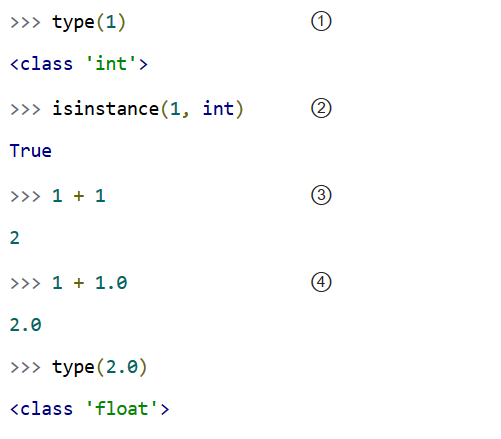 >>> type(1) ①
<class 'int'>
>>> isinstance(1, int) ②
True
>>> 1 + 1 ③
2
>>> 1 + 1.0 ④
2.0
>>> type(2.0)
<class 'float'>